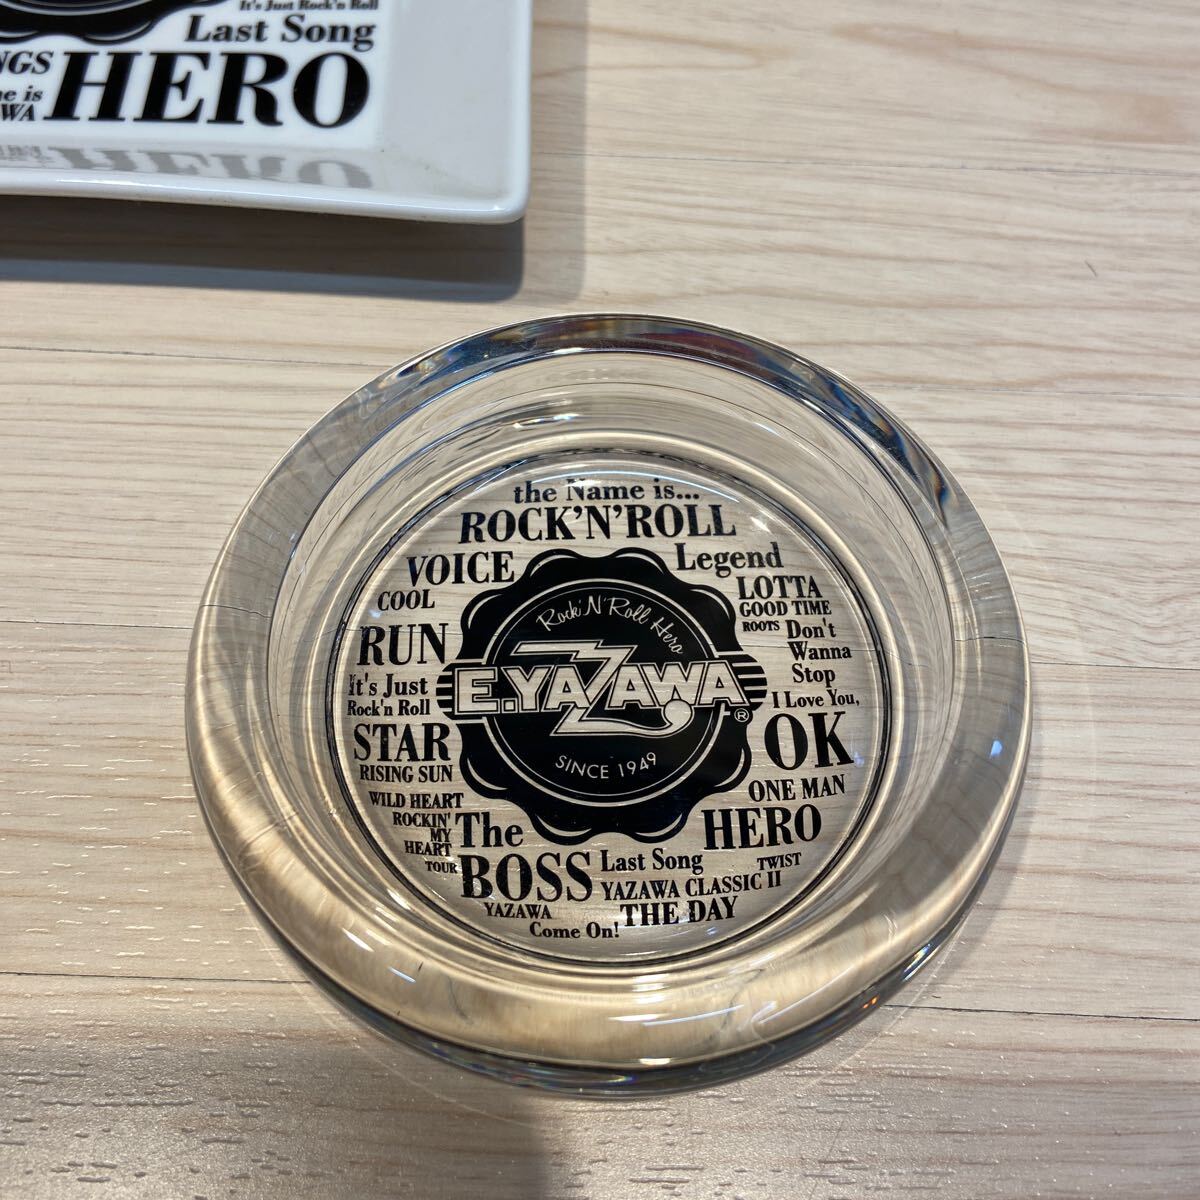 It's Just Rock'n Roll
Last Song
NGS
HERO
ne is
WA
the Name is...
ROCK'N'ROLL
VOICE
Legend
COOL
LOTTA
GOOD TIME
ROOTS
Don't
Wanna
Stop
RUN
It's Just
Rock'n Roll
I Love You,
OK
STAR
RISING SUN
ONE MAN
HERO
WILD HEART
ROCKIN'
MY
HEART
TOUR
The
BOSS
Last Song
TWIST
YAZAWA CLASSIC II
YAZAWA
THE DAY
Come On!
Rock'N'Roll Hero
E.YAZAWA®
SINCE 1949